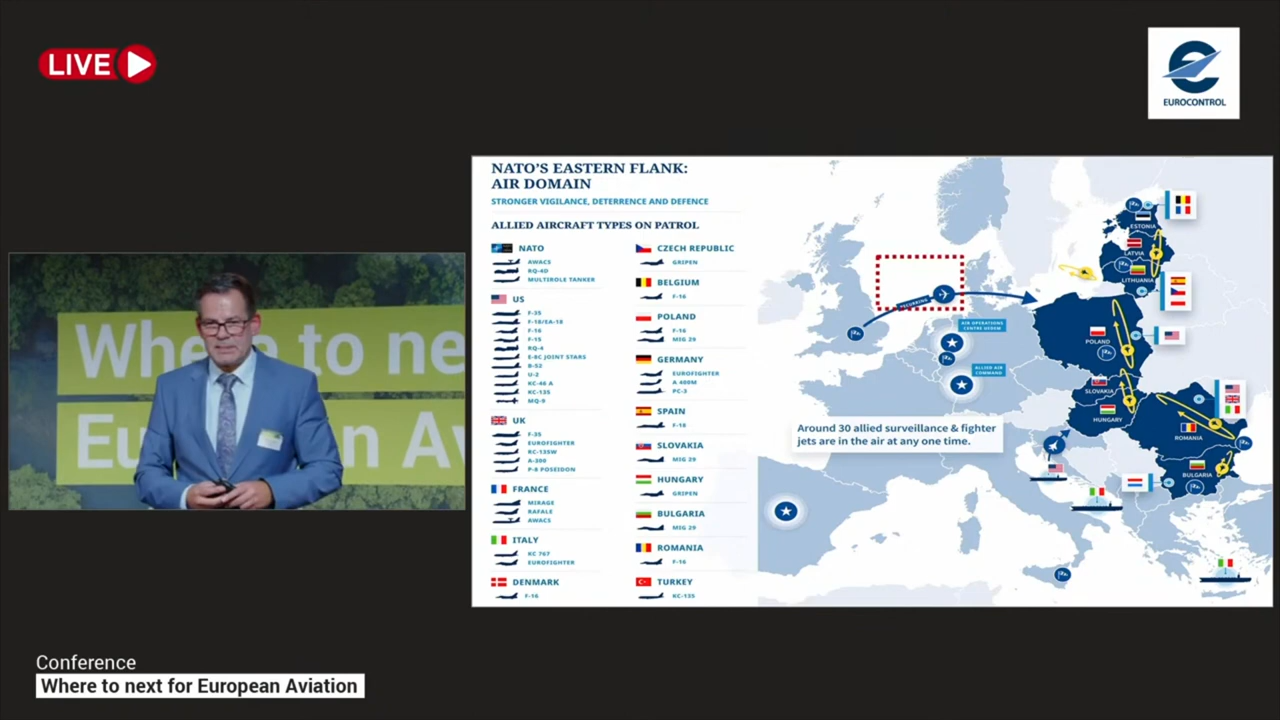 LIVE
EUROCONTROL
NATO'S EASTERN FLANK:
AIR DOMAIN
STRONGER VIGILANCE, DETERRENCE AND DEFENCE
ALLIED AIRCRAFT TYPES ON PATROL
NATO
AWACS
RQ-4D
MULTIROLE TANKER
US
F-35
F-18/EA-18
F-16
F-15
RQ-4
E-8C JOINT STARS
B-52
U-2
KC-46 A
KC-135
MQ-9
UK
F-35
EUROFIGHTER
KC-135W
A-300
P-8 POSEIDON
FRANCE
MIRAGE
RAFALE
AWACS
ITALY
KC 767
EUROFIGHTER
DENMARK
F-16
CZECH REPUBLIC
GRIPEN
BELGIUM
F-16
POLAND
F-16
MIG 29
GERMANY
EUROFIGHTER
A 400M
PC-3
SPAIN
F-18
SLOVAKIA
MIG 29
HUNGARY
GRIPEN
BULGARIA
MIG 29
ROMANIA
F-16
TURKEY
KC-135
ESTONIA
LATVIA
LITHUANIA
AIR OPERATIONS
CENTRE UEDEM
POLAND
ALLIED AIR
COMMAND
SLOVAKIA
HUNGARY
ROMANIA
BULGARIA
Around 30 allied surveillance & fighter
jets are in the air at any one time.
Whe to ne
Eu an Av
Conference
Where to next for European Aviation